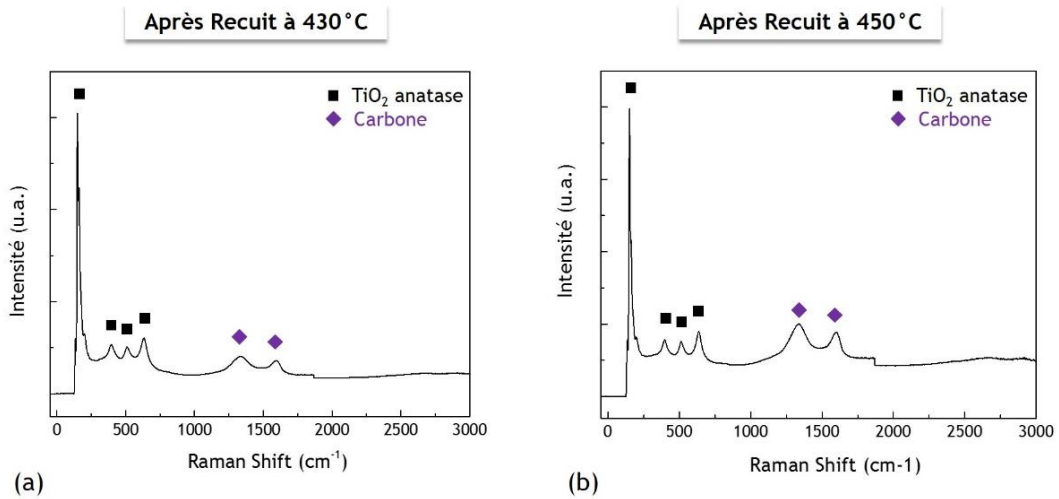 Après Recuit à 430°C
■ TiO₂ anatase
◆ Carbone
Intensité (u.a.)
0 500 1000 1500 2000 2500 3000
Raman Shift (cm⁻¹)
(a)
Après Recuit à 450°C
■ TiO₂ anatase
◆ Carbone
Intensité (u.a.)
0 500 1000 1500 2000 2500 3000
Raman Shift (cm-1)
(b)